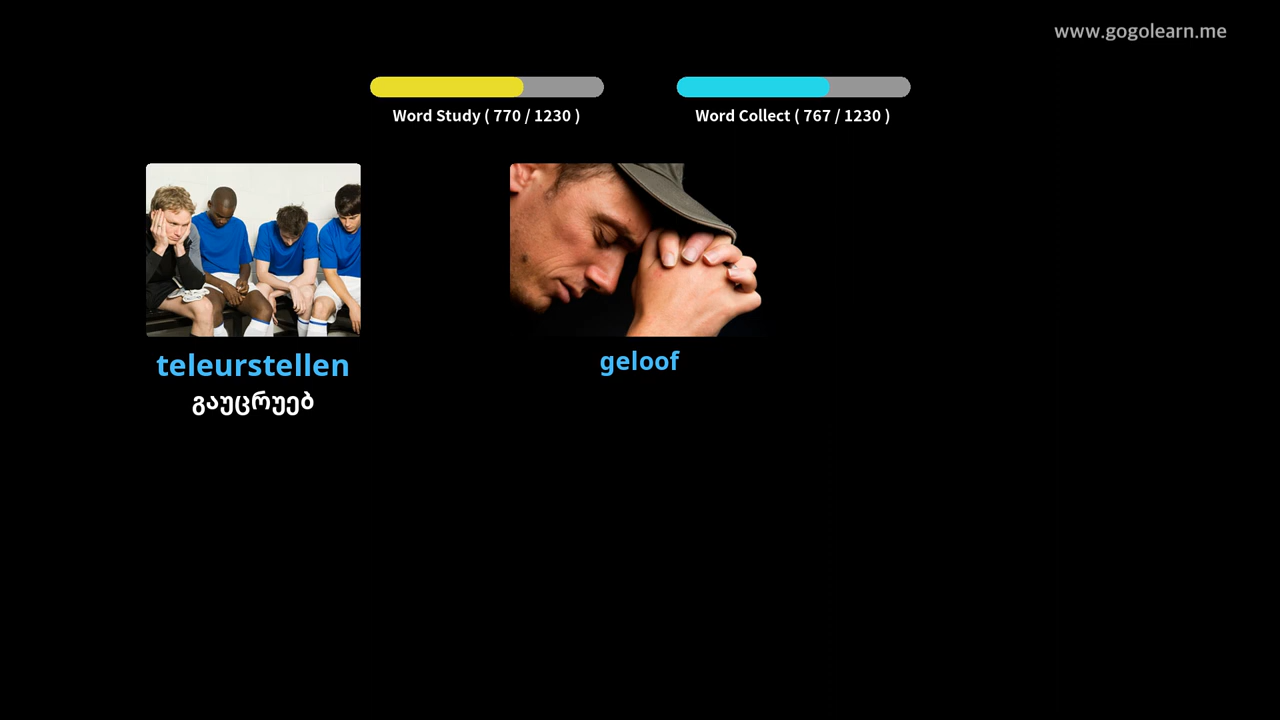 www.gogolearn.me
Word Study ( 770 / 1230 )
Word Collect ( 767 / 1230 )
teleurstellen
გაუცრუებ
geloof